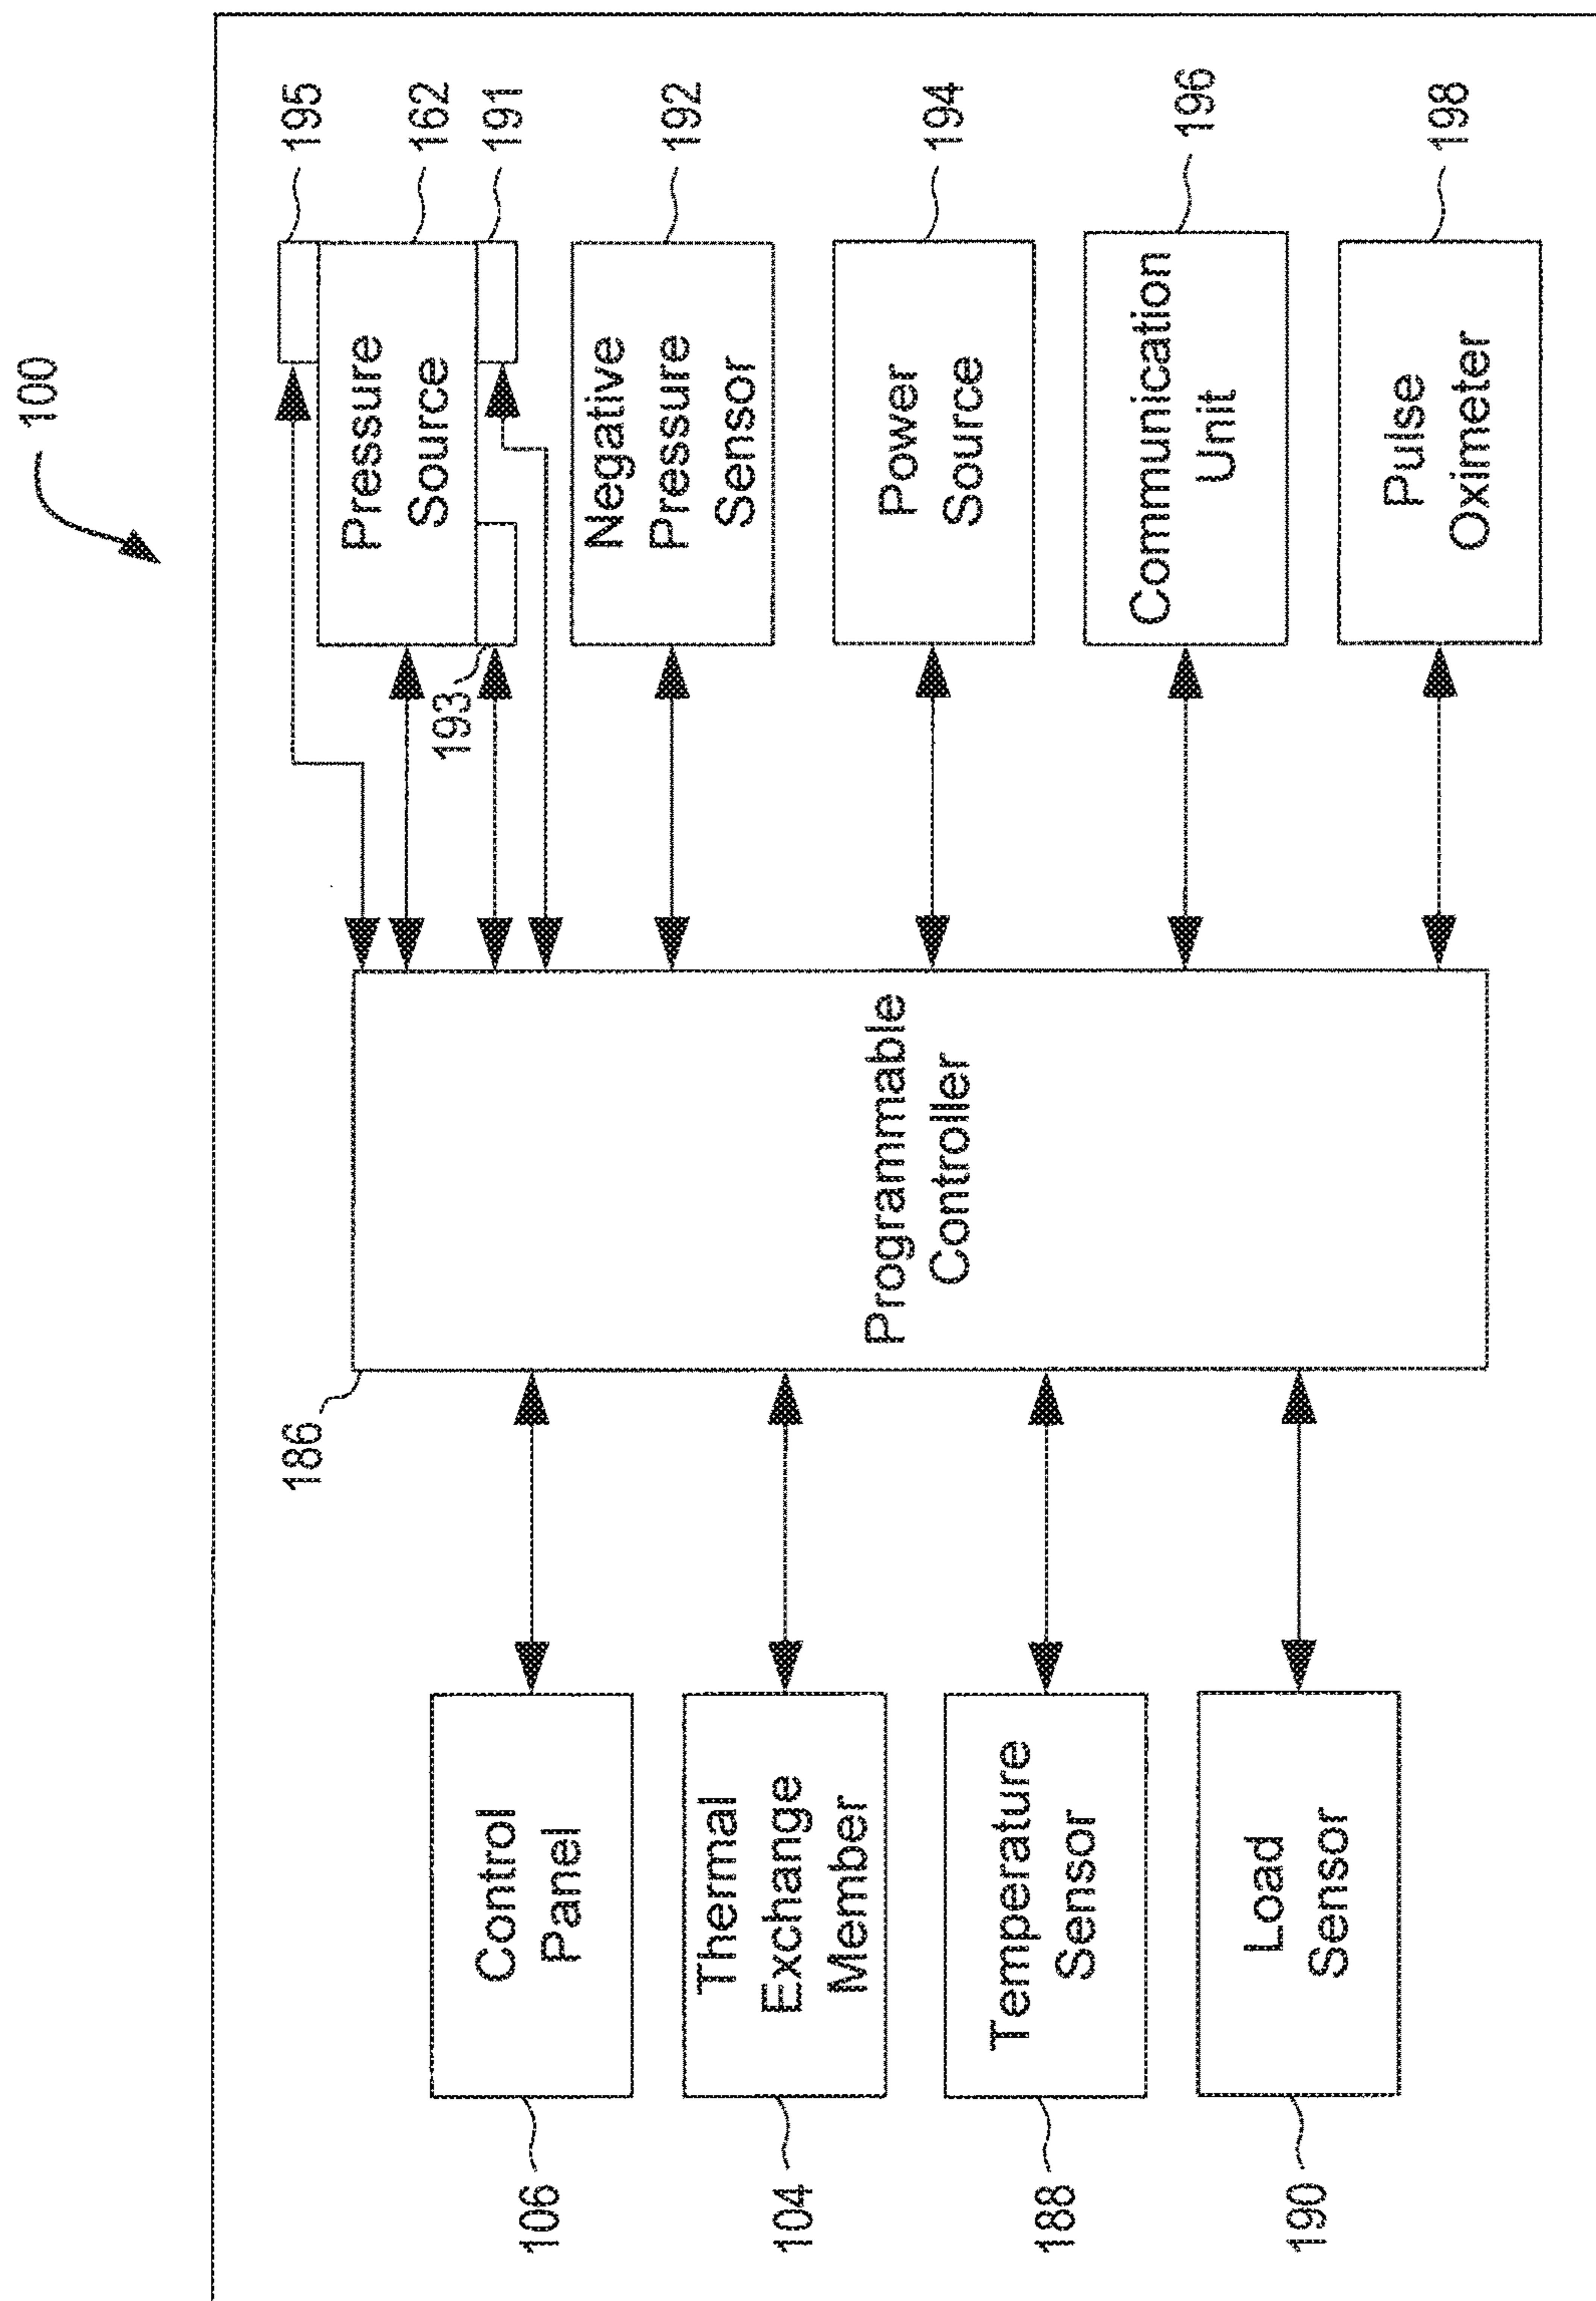 100
195
162
191
Pressure
Source
193
192
Negative
Pressure
Sensor
194
Power
Source
196
Communication
Unit
198
Pulse
Oximeter
186
Programmable
Controller
Control
Panel
106
Thermal
Exchange
Member
104
Temperature
Sensor
188
Load
Sensor
190